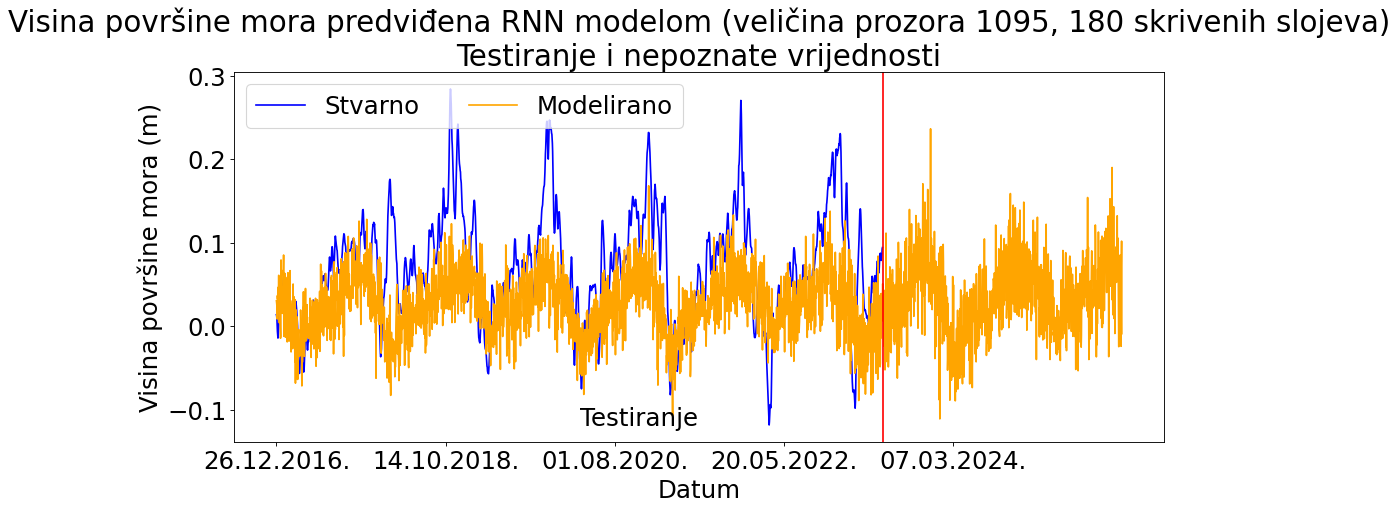 Visina površine mora predviđena RNN modelom (veličina prozora 1095, 180 skrivenih slojeva)
Testiranje i nepoznate vrijednosti
0.3
0.2
0.1
0.0
−0.1
Visina površine mora (m)
Stvarno
Modelirano
Testiranje
26.12.2016.
14.10.2018.
01.08.2020.
20.05.2022.
07.03.2024.
Datum